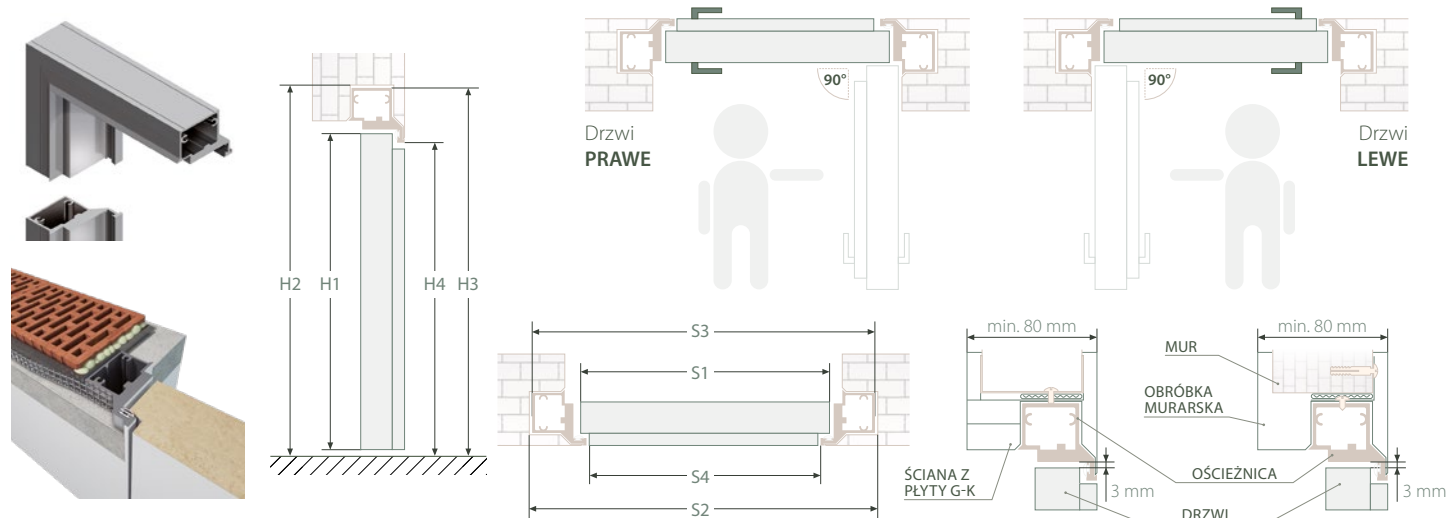 90°
Drzwi
PRAWE
90°
Drzwi
LEWE
H2
H1
H4
H3
S3
S1
S4
S2
min. 80 mm
ŚCIANA Z
PŁYTY G-K
3 mm
min. 80 mm
MUR
OBRÓBKA
MURARSKA
OŚCIEŻNICA
3 mm
DRZWI